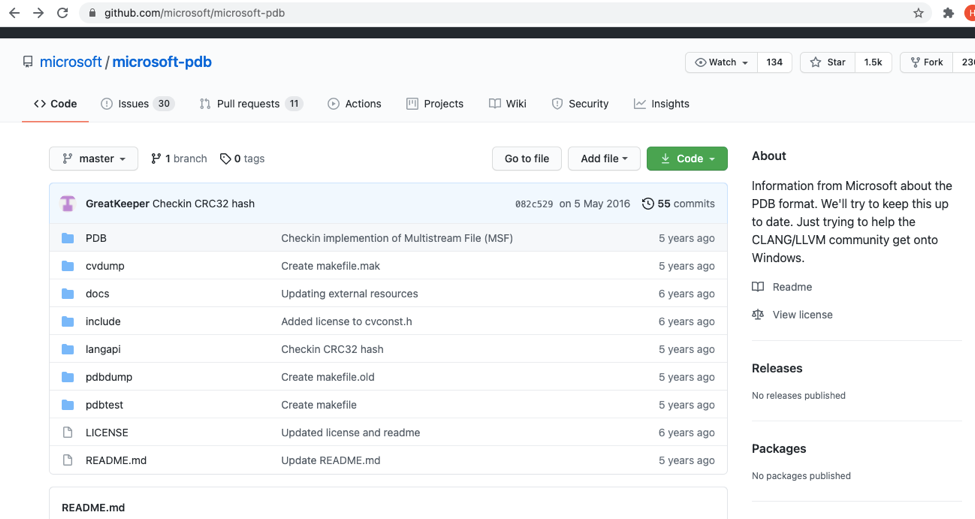 github.com/microsoft/microsoft-pdb
microsoft / microsoft-pdb
Watch 134 Star 1.5k Fork
Code Issues 30 Pull requests 11 Actions Projects Wiki Security Insights
master 1 branch 0 tags Go to file Add file Code
GreatKeeper Checkin CRC32 hash 082c529 on 5 May 2016 55 commits
PDB Checkin implemention of Multistream File (MSF) 5 years ago
cvdump Create makefile.mak 5 years ago
docs Updating external resources 6 years ago
include Added license to cvconst.h 6 years ago
langapi Checkin CRC32 hash 5 years ago
pdbdump Create makefile.old 5 years ago
pdbtest Create makefile 5 years ago
LICENSE Updated license and readme 6 years ago
README.md Update README.md 5 years ago
README.md
About
Information from Microsoft about the
PDB format. We'll try to keep this up
to date. Just trying to help the
CLANG/LLVM community get onto
Windows.
Readme
View license
Releases
No releases published
Packages
No packages published